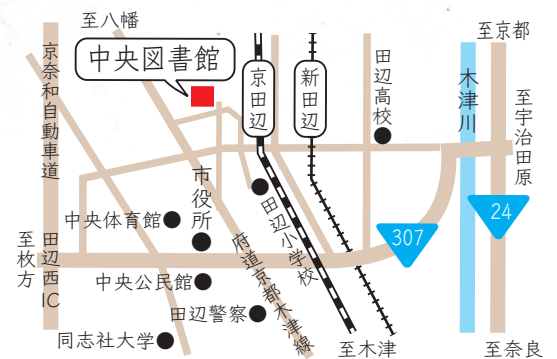 至八幡
至京都
中央図書館
京奈和自動車道
京田辺
新田辺
田辺高校
木津川
至宇治田原
市役所
中央体育館
田辺小学校
24
307
至枚方
田辺西IC
府道京都木津線
中央公民館
田辺警察
同志社大学
至木津
至奈良